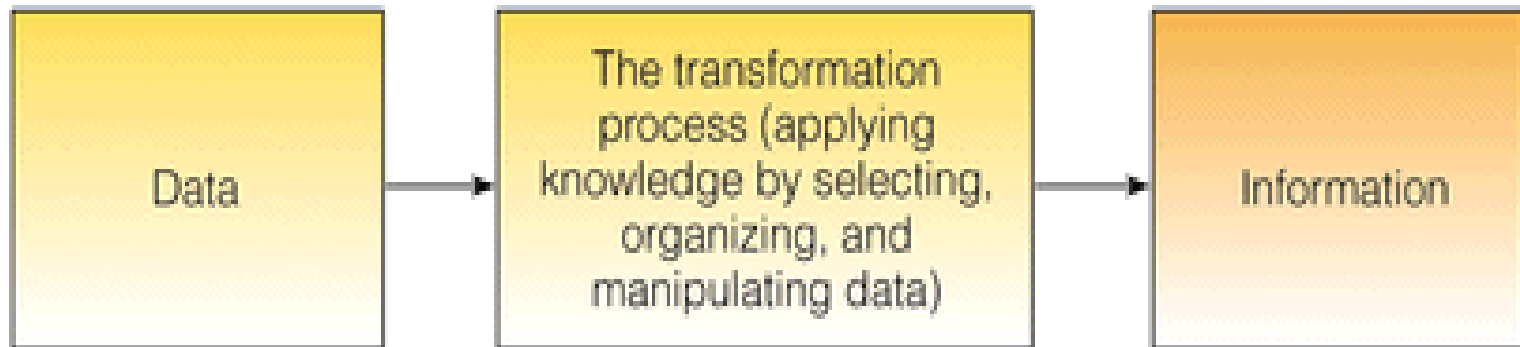 Data
The transformation
process (applying
knowledge by selecting,
organizing, and
manipulating data)
Information